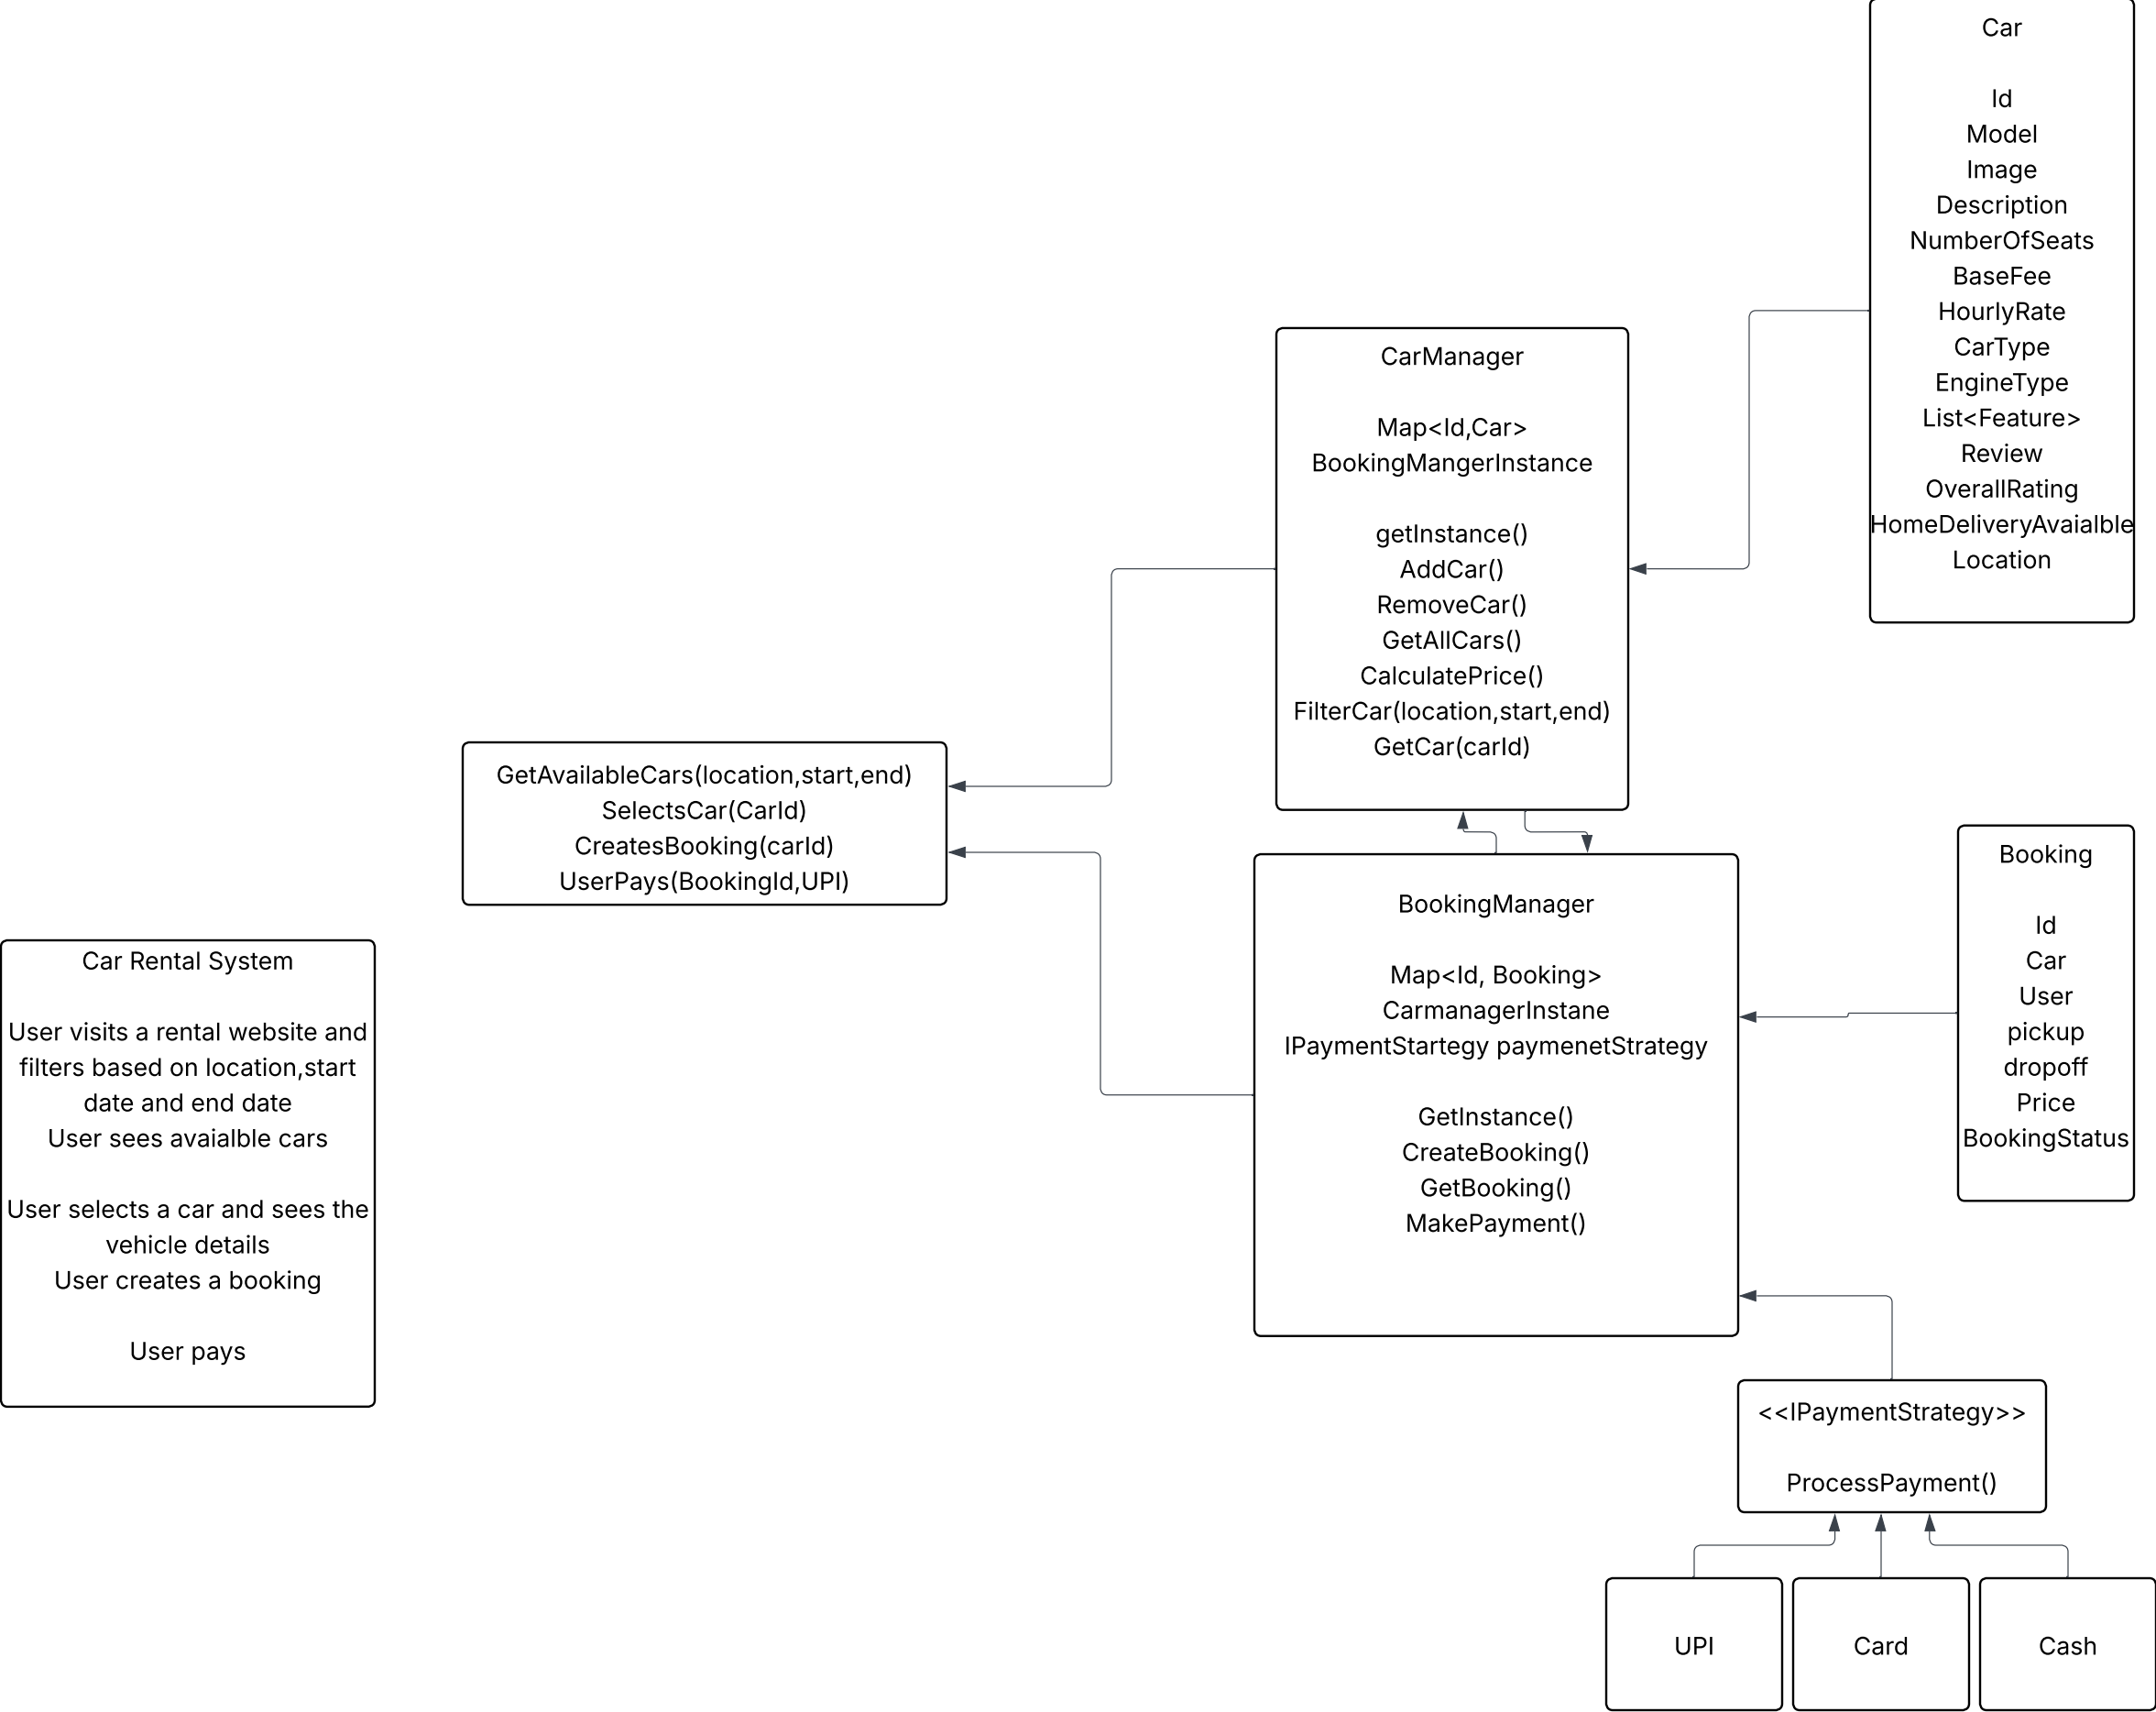 Car
Id
Model
Image
Description
NumberOfSeats
BaseFee
HourlyRate
CarType
EngineType
List<Feature>
Review
OverallRating
HomeDeliveryAvaialble
Location
CarManager
Map<Id,Car>
BookingMangerInstance
getInstance()
AddCar()
RemoveCar()
GetAllCars()
CalculatePrice()
FilterCar(location,start,end)
GetCar(carId)
GetAvailableCars(location,start,end)
SelectsCar(CarId)
CreatesBooking(carId)
UserPays(BookingId,UPI)
BookingManager
Map<Id, Booking>
CarmanagerInstane
IPaymentStartegy paymenetStrategy
GetInstance()
CreateBooking()
GetBooking()
MakePayment()
Booking
Id
Car
User
pickup
dropoff
Price
BookingStatus
Car Rental System
User visits a rental website and
filters based on location,start
date and end date
User sees avaialble cars
User selects a car and sees the
vehicle details
User creates a booking
User pays
<<IPaymentStrategy>>
ProcessPayment()
UPI
Card
Cash